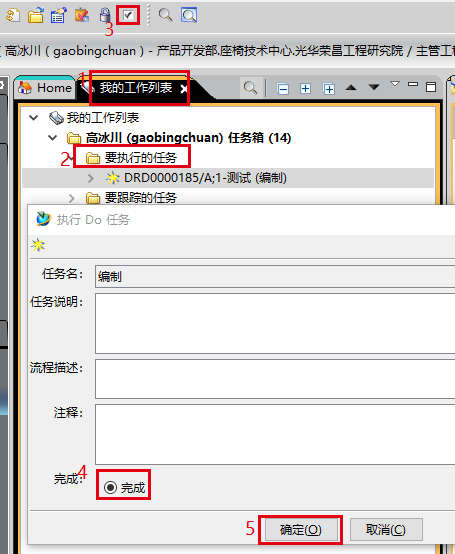 3
高冰川 ( gaobingchuan ) - 产品开发部.座椅技术中心.光华荣昌工程研究院 / 主管工程
Home
1
我的工作列表
我的工作列表
高冰川 (gaobingchuan) 任务箱 (14)
2
要执行的任务
DRD0000185/A;1-测试 (编制)
要跟踪的任务
执行 Do 任务
任务名：
编制
任务说明：
流程描述：
注释：
4
完成：
完成
5
确定(O)
取消(C)